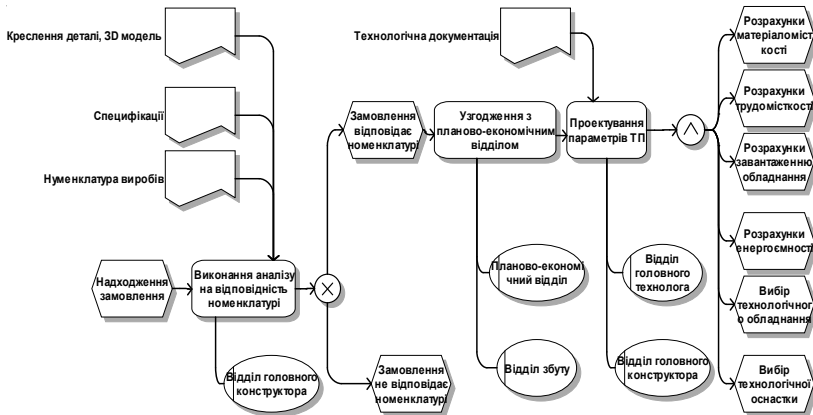 Креслення деталі, 3D модель
Специфікації
Нуменклатура виробів
Надходження
замовлення
Виконання аналізу
на відповідність
номенклатурі
Відділ головного
конструктора
Замовлення
відповідає
номенклатурі
Замовлення
не відповідає
номенклатурі
Узгодження з
планово-економічним
відділом
Планово-економі
чний відділ
Відділ збуту
Технологічна документація
Проектування
параметрів ТП
Відділ
головного
технолога
Відділ головного
конструктора
Розрахунки
матеріаломіст
кості
Розрахунки
трудомісткості
Розрахунки
завантаженню
обладнання
Розрахунки
енергоємності
Вибір
технологічног
о обладнання
Вибір
технологічної
оснастки